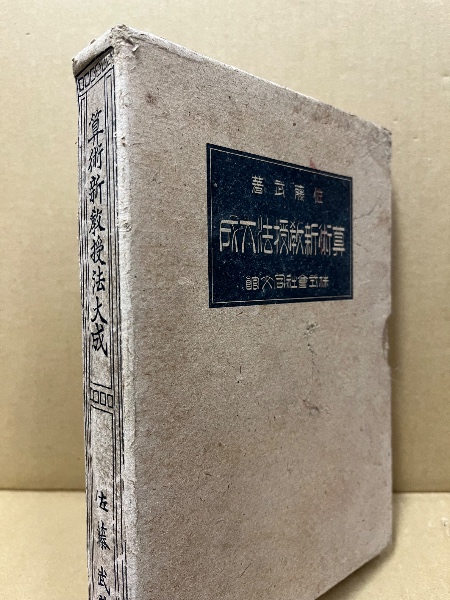 佐藤武著
算術新教授法大成
株式會社同文館
算術新教授法大成
佐藤武